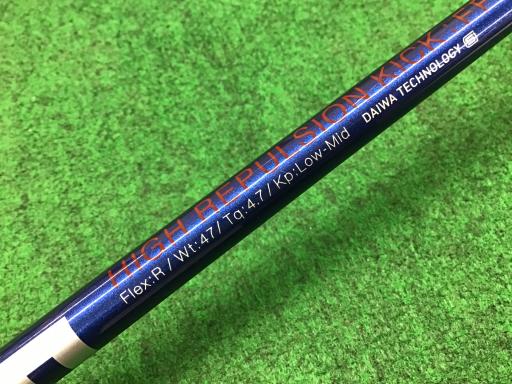 HIGH REPULSION KICK
DAIWA TECHNOLOGY
Flex:R / Wt:47 / Tq:4.7 / Kp:Low-Mid